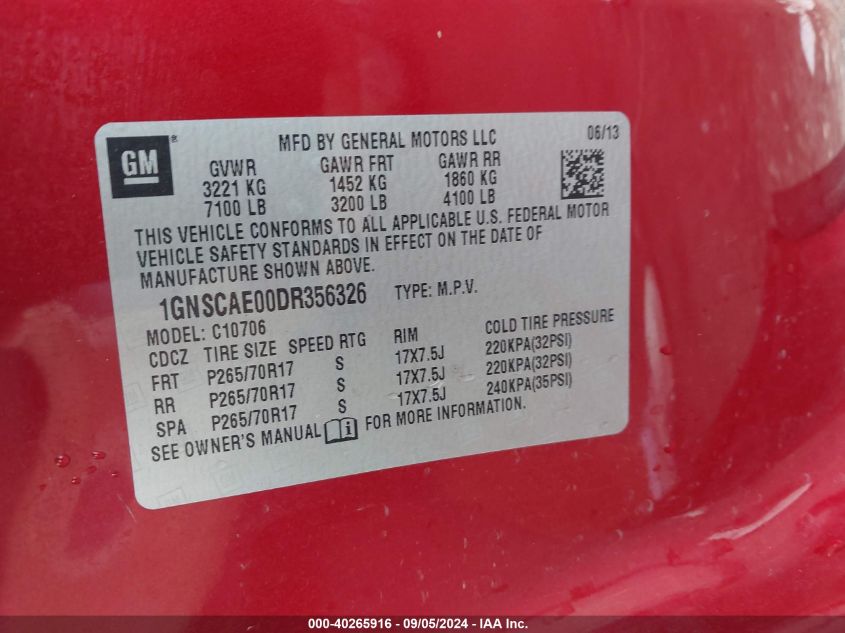 GM®
MFD BY GENERAL MOTORS LLC 06/13
GVWR GAWR FRT GAWR RR
3221 KG 1452 KG 1860 KG
7100 LB 3200 LB 4100 LB
THIS VEHICLE CONFORMS TO ALL APPLICABLE U.S. FEDERAL MOTOR
VEHICLE SAFETY STANDARDS IN EFFECT ON THE DATE OF
MANUFACTURE SHOWN ABOVE.
1GNSCAE00DR356326 TYPE: M.P.V.
MODEL: C10706
CDCZ TIRE SIZE SPEED RTG RIM COLD TIRE PRESSURE
FRT P265/70R17 S 17X7.5J 220KPA(32PSI)
RR P265/70R17 S 17X7.5J 220KPA(32PSI)
SPA P265/70R17 S 17X7.5J 240KPA(35PSI)
SEE OWNER'S MANUAL FOR MORE INFORMATION.
000-40265916 - 09/05/2024 - IAA Inc.